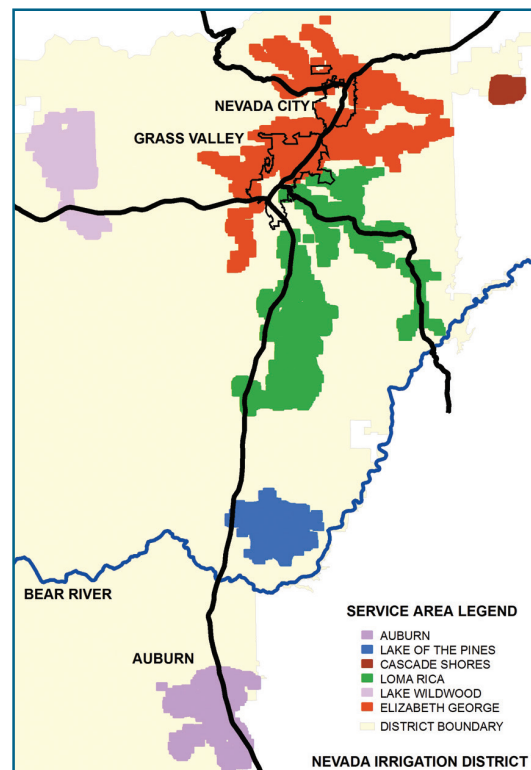 NEVADA CITY
GRASS VALLEY
BEAR RIVER
AUBURN
SERVICE AREA LEGEND
AUBURN
LAKE OF THE PINES
CASCADE SHORES
LOMA RICA
LAKE WILDWOOD
ELIZABETH GEORGE
DISTRICT BOUNDARY
NEVADA IRRIGATION DISTRICT